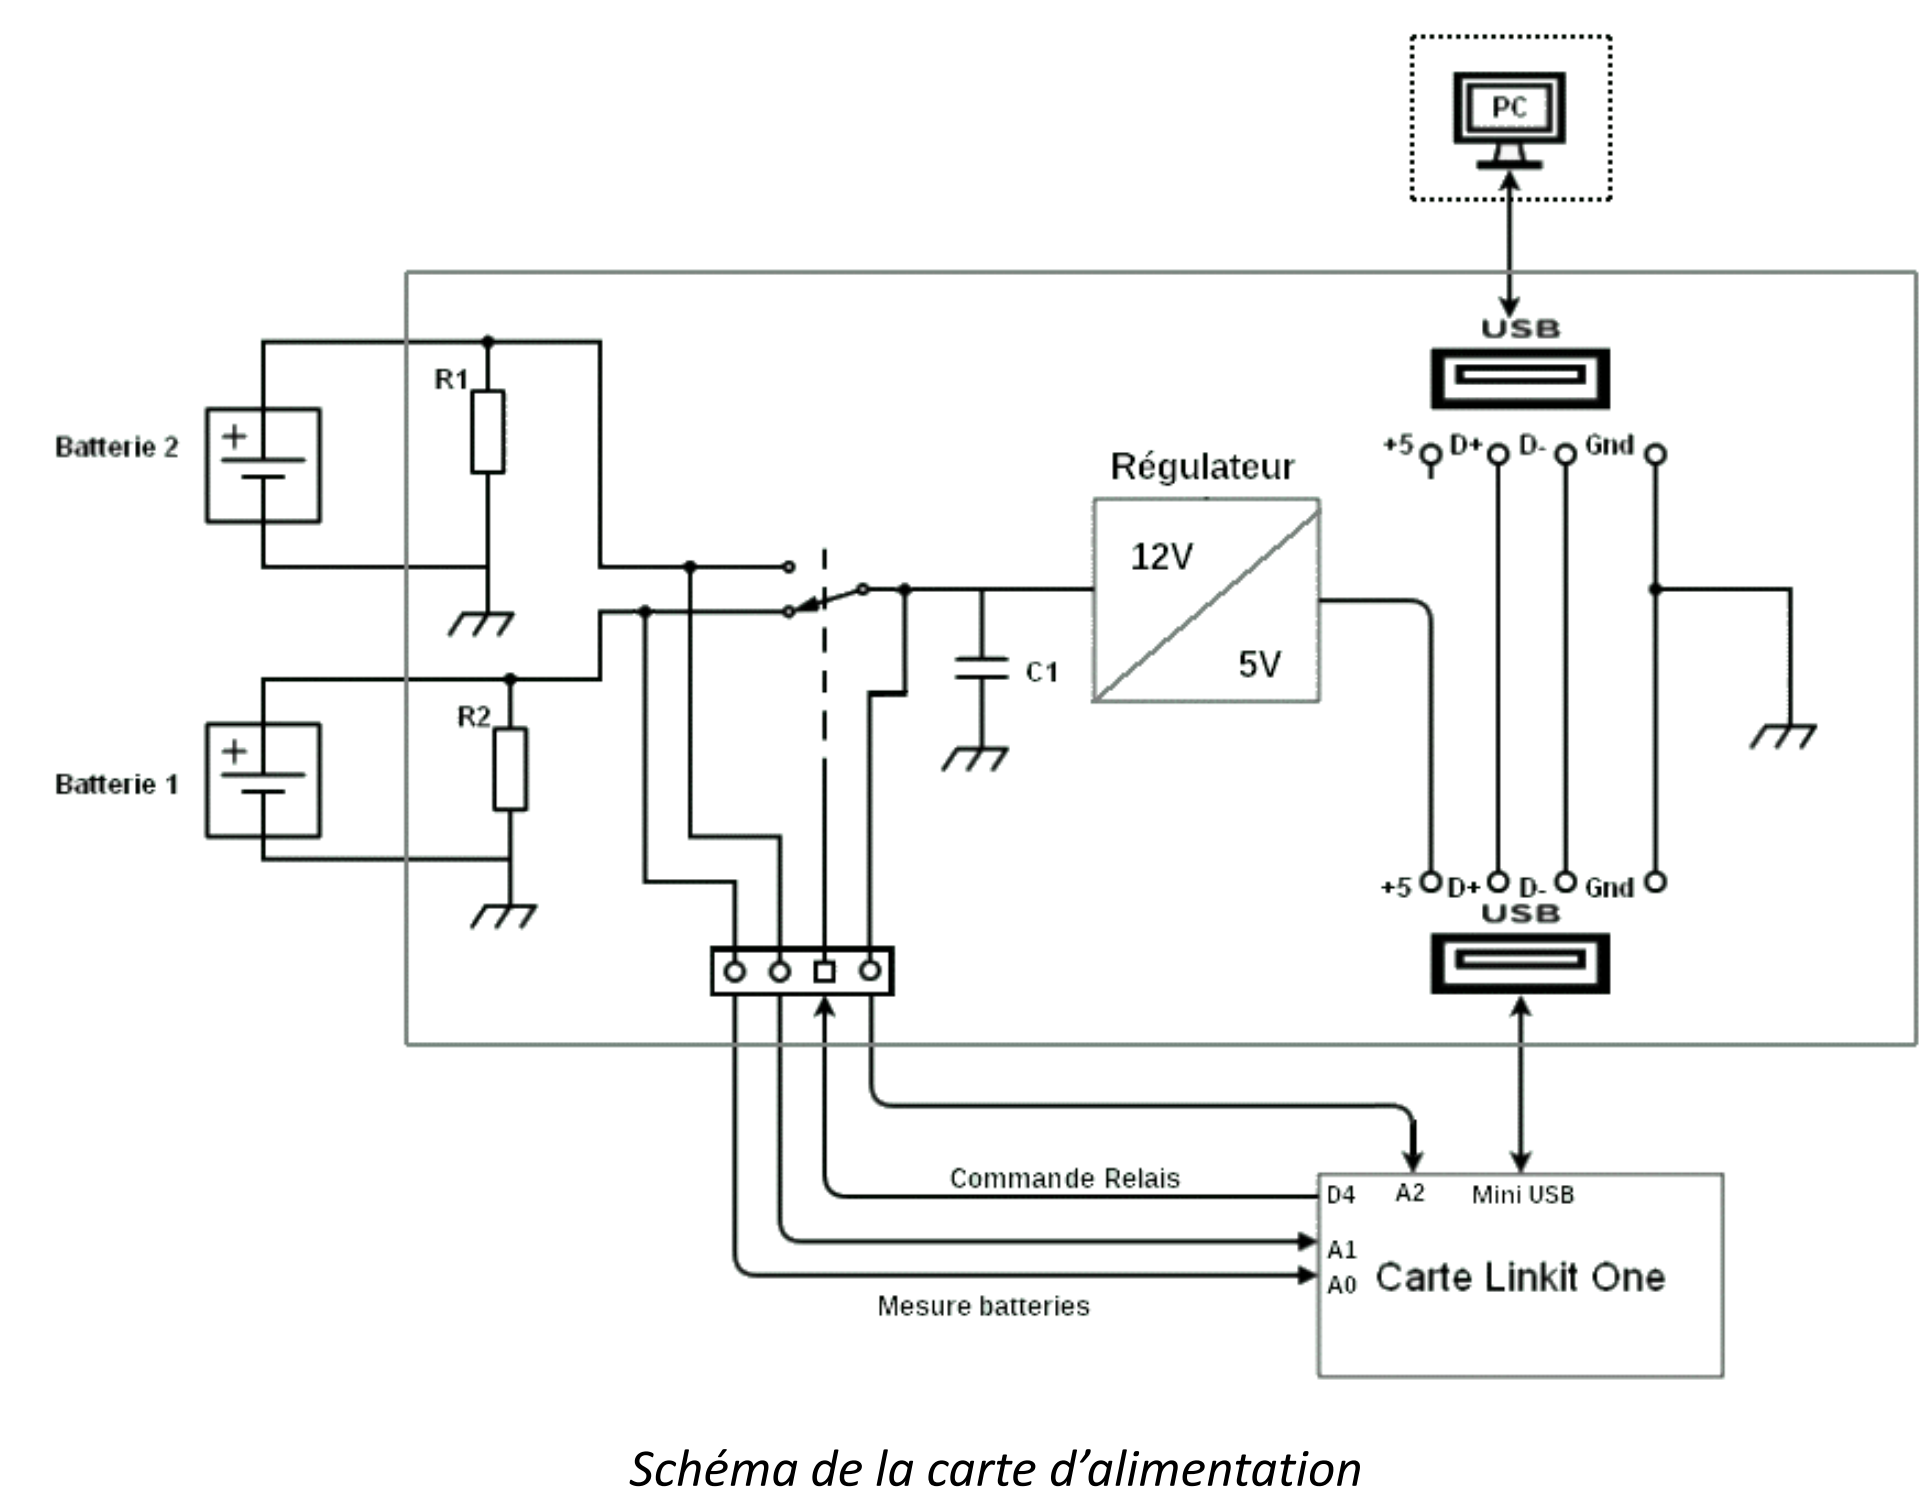 PC
USB
R1
+
Batterie 2
+5 D+ D- Gnd
Régulateur
12V
5V
C1
R2
+
Batterie 1
+5 D+ D- Gnd
USB
Commande Relais
D4 A2 Mini USB
A1
A0 Carte Linkit One
Mesure batteries
Schéma de la carte d’alimentation